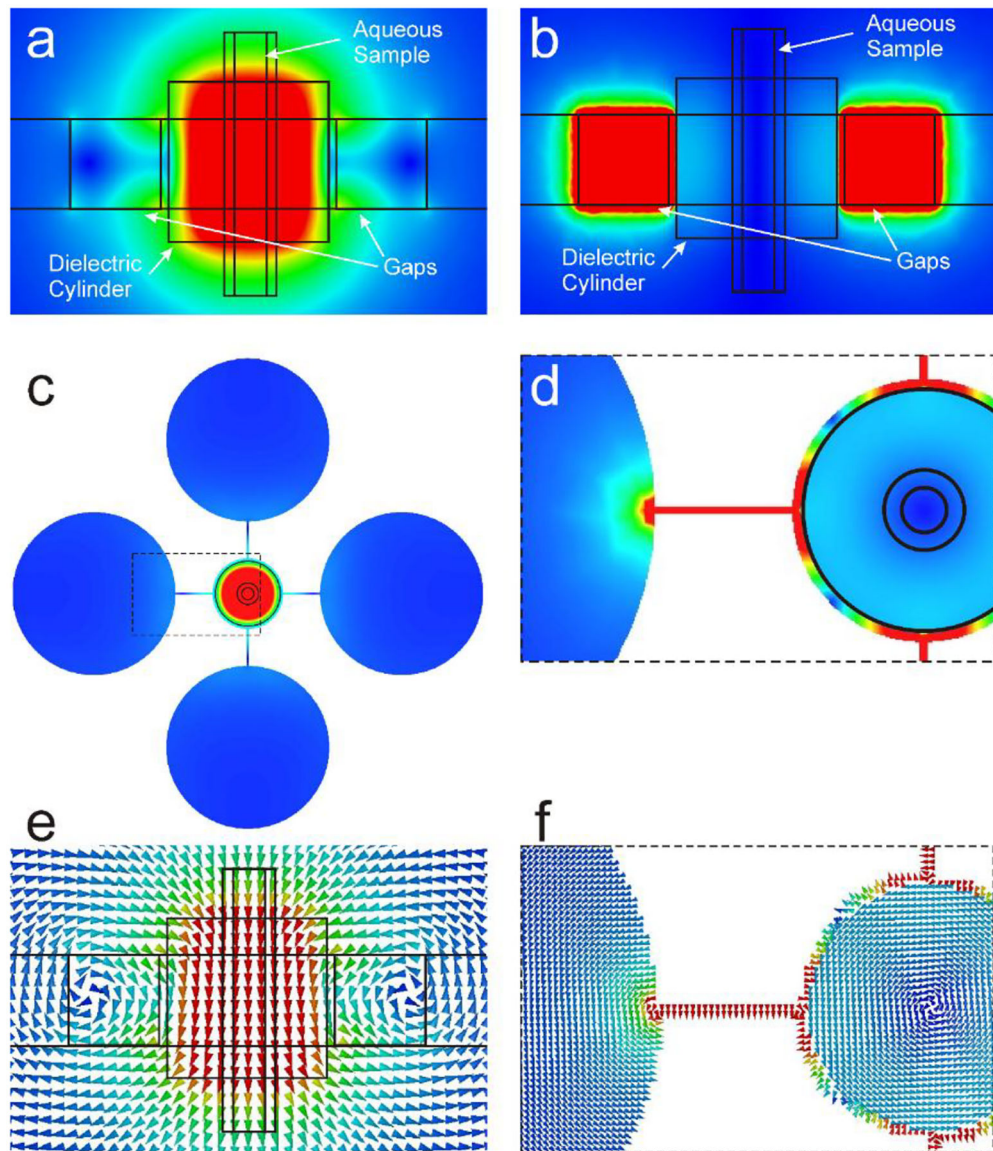 a
Aqueous
Sample
Dielectric
Cylinder
Gaps
b
Aqueous
Sample
Dielectric
Cylinder
Gaps
c
d
e
f